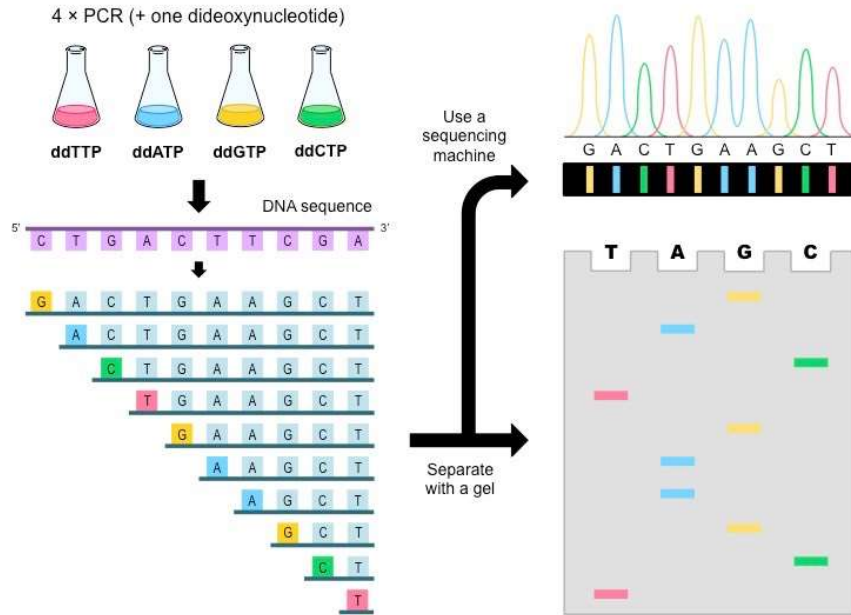 4 × PCR (+ one dideoxynucleotide)
ddTTP ddATP ddGTP ddCTP
DNA sequence
5' 3'
C T G A C T T C G A
G A C T G A A G C T
A C T G A A G C T
C T G A A G C T
T G A A G C T
G A A G C T
A A G C T
A G C T
G C T
C T
T
Use a
sequencing
machine
Separate
with a gel
G A C T G A A G C T
T A G C